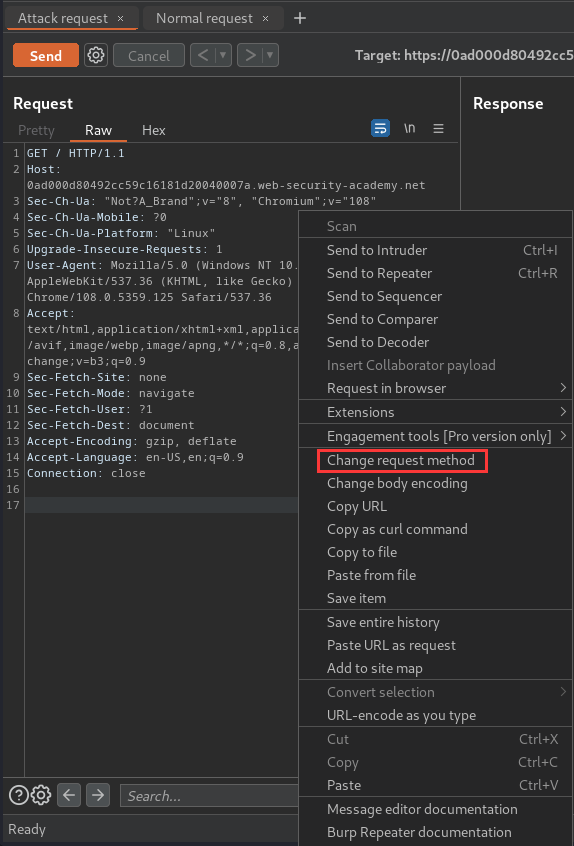 Attack request ×
Normal request ×
+
Send
Cancel
<
>
Target: https://0ad000d80492cc5
Request
Response
Pretty
Raw
Hex
\n
1 GET / HTTP/1.1
2 Host:
0ad000d80492cc59c16181d20040007a.web-security-academy.net
3 Sec-Ch-Ua: "Not?A_Brand";v="8", "Chromium";v="108"
4 Sec-Ch-Ua-Mobile: ?0
5 Sec-Ch-Ua-Platform: "Linux"
6 Upgrade-Insecure-Requests: 1
7 User-Agent: Mozilla/5.0 (Windows NT 10.
AppleWebKit/537.36 (KHTML, like Gecko)
Chrome/108.0.5359.125 Safari/537.36
8 Accept:
text/html,application/xhtml+xml,applica
/avif,image/webp,image/apng,*/*;q=0.8,a
change;v=b3;q=0.9
9 Sec-Fetch-Site: none
10 Sec-Fetch-Mode: navigate
11 Sec-Fetch-User: ?1
12 Sec-Fetch-Dest: document
13 Accept-Encoding: gzip, deflate
14 Accept-Language: en-US,en;q=0.9
15 Connection: close
16
17
Scan
Send to Intruder Ctrl+I
Send to Repeater Ctrl+R
Send to Sequencer
Send to Comparer
Send to Decoder
Insert Collaborator payload
Request in browser >
Extensions >
Engagement tools [Pro version only] >
Change request method
Change body encoding
Copy URL
Copy as curl command
Copy to file
Paste from file
Save item
Save entire history
Paste URL as request
Add to site map
Convert selection >
URL-encode as you type
Cut Ctrl+X
Copy Ctrl+C
Paste Ctrl+V
Message editor documentation
Burp Repeater documentation
?
Search...
Ready